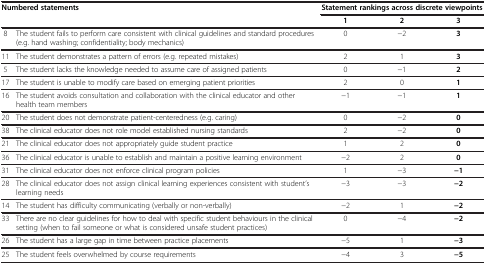 Numbered statements Statement rankings across discrete viewpoints
1 2 3
8 The student fails to perform care consistent with clinical guidelines and standard procedures 0 −2 3
(e.g. hand washing; confidentiality; body mechanics)
11 The student demonstrates a pattern of errors (e.g. repeated mistakes) 2 1 3
5 The student lacks the knowledge needed to assume care of assigned patients 0 −1 2
17 The student is unable to modify care based on emerging patient priorities 2 0 1
16 The student avoids consultation and collaboration with the clinical educator and other −1 −1 1
health team members
20 The student does not demonstrate patient-centeredness (e.g. caring) 0 −2 0
38 The clinical educator does not role model established nursing standards 2 −2 0
21 The clinical educator does not appropriately guide student practice 1 2 0
36 The clinical educator is unable to establish and maintain a positive learning environment −2 2 0
31 The clinical educator does not enforce clinical program policies 1 −3 −1
28 The clinical educator does not assign clinical learning experiences consistent with student's −3 −3 −2
learning needs
14 The student has difficulty communicating (verbally or non-verbally) −2 1 −2
33 There are no clear guidelines for how to deal with specific student behaviours in the clinical 0 −4 −2
setting (when to fail someone or what is considered unsafe student practices)
26 The student has a large gap in time between practice placements −5 1 −3
25 The student feels overwhelmed by course requirements −4 3 −5